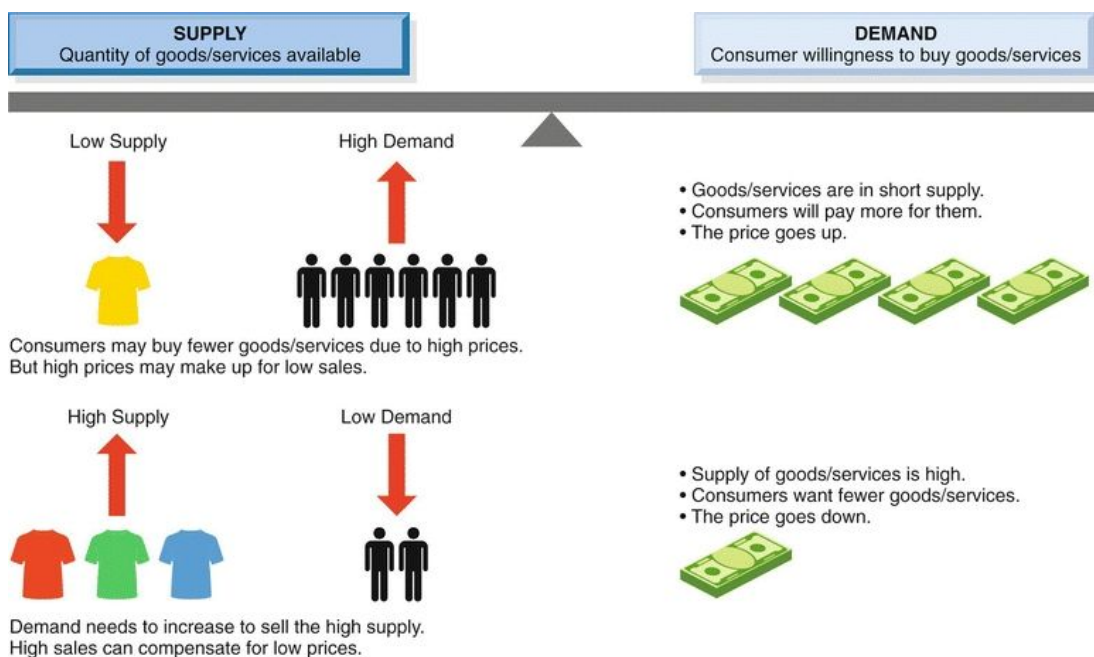 SUPPLY
Quantity of goods/services available
DEMAND
Consumer willingness to buy goods/services
Low Supply
High Demand
• Goods/services are in short supply.
• Consumers will pay more for them.
• The price goes up.
Consumers may buy fewer goods/services due to high prices.
But high prices may make up for low sales.
High Supply
Low Demand
• Supply of goods/services is high.
• Consumers want fewer goods/services.
• The price goes down.
Demand needs to increase to sell the high supply.
High sales can compensate for low prices.